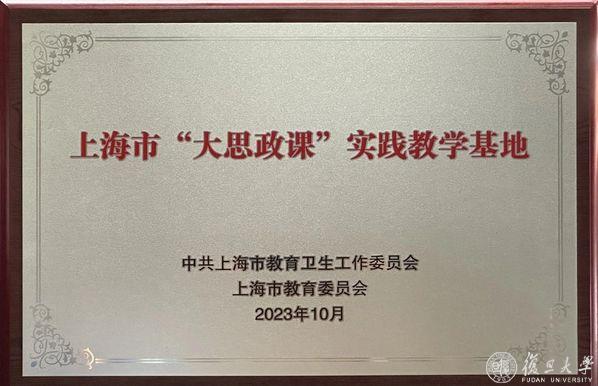 上海市“大思政课”实践教学基地
中共上海市教育卫生工作委员会
上海市教育委员会
2023年10月
復旦大學
FUDAN UNIVERSITY